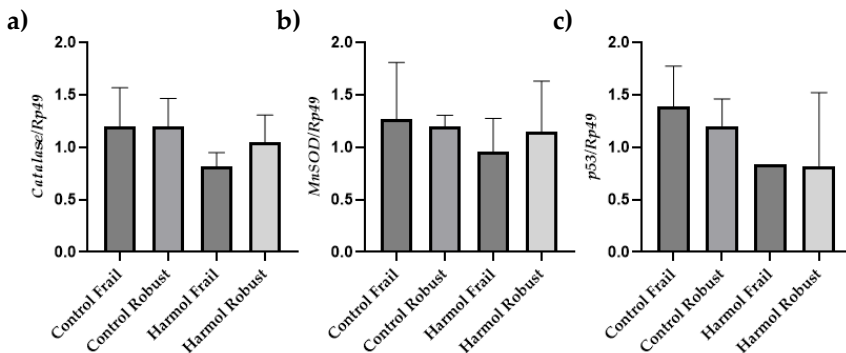 a)
2.0
1.5
1.0
0.5
0.0
Catalase/Rp49
Control Frail
Control Robust
Harmol Frail
Harmol Robust
b)
2.0
1.5
1.0
0.5
0.0
MnSOD/Rp49
Control Frail
Control Robust
Harmol Frail
Harmol Robust
c)
2.0
1.5
1.0
0.5
0.0
p53/Rp49
Control Frail
Control Robust
Harmol Frail
Harmol Robust